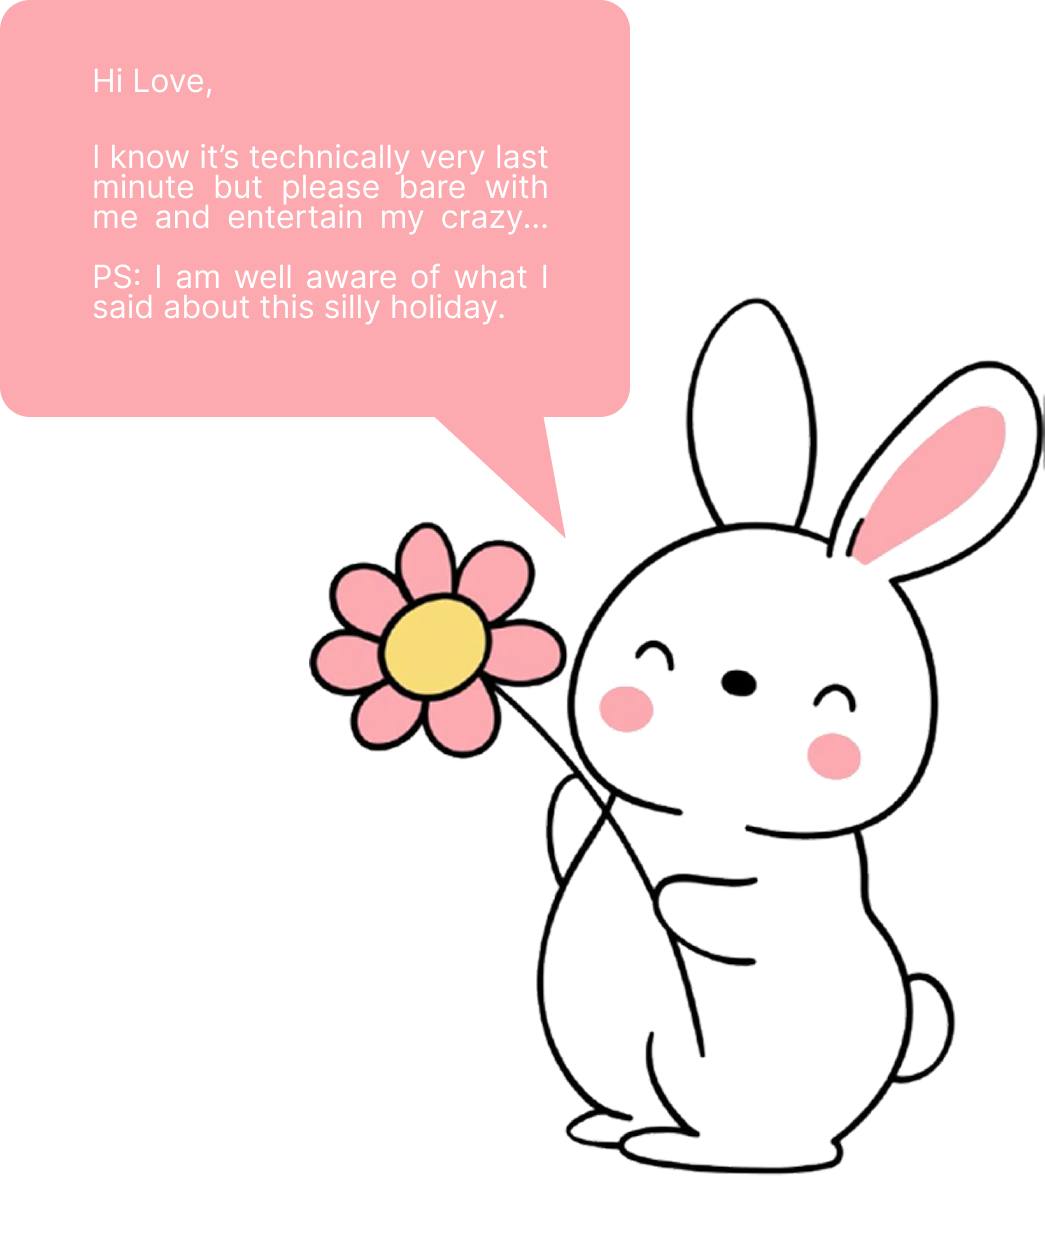 Hi Love,
I know it’s technically very last
minute but please bare with
me and entertain my crazy...
PS: I am well aware of what I
said about this silly holiday.